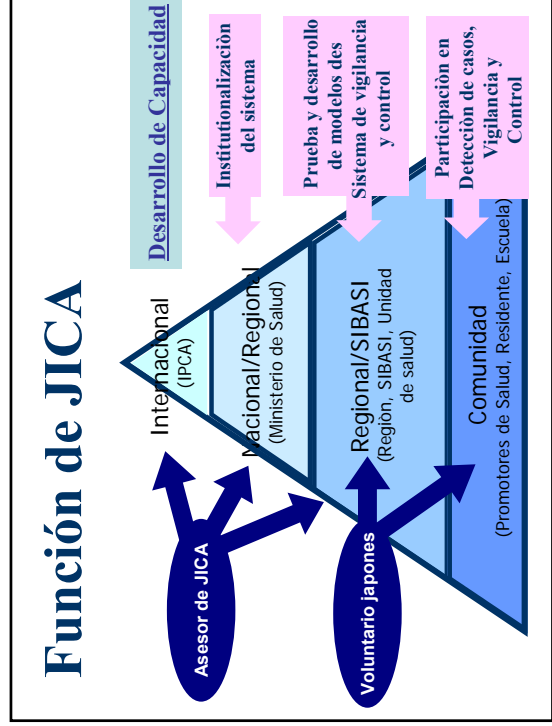 Función de JICA
Desarrollo de Capacidad
Internacional
(IPCA)
Nacional/Regional
(Ministerio de Salud)
Regional/SIBASI
(Regiòn, SIBASI, Unidad
de salud)
Comunidad
(Promotores de Salud, Residente, Escuela)
Asesor de JICA
Voluntario japones
Institutionalizaciòn
del sistema
Prueba y desarrollo
de modelos des
Sistema de vigilancia
y control
Participaciòn en
Detecciòn de casos,
Vigilancia y
Control